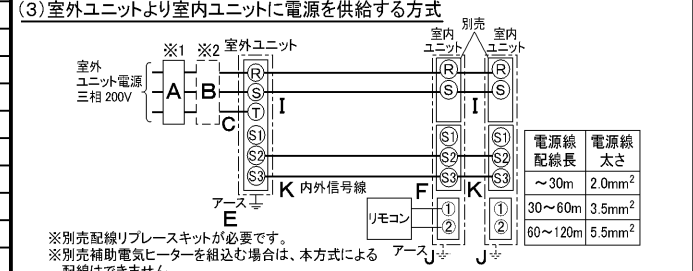 (3)室外ユニットより室内ユニットに電源を供給する方式
別売
※1 ※2 室外ユニット
室内
ユニット
室内
ユニット
室外
ユニット電源
三相 200V
A
B
C
R
S
T
S1
S2
S3
I
R
S
S1
S2
S3
①
②
I
R
S
S1
S2
S3
①
②
K 内外信号線
F
K
アース
E
リモコン
アース
J
J
電源線
配線長
電源線
太さ
～30m 2.0mm²
30～60m 3.5mm²
60～120m 5.5mm²
※別売配線リプレースキットが必要です。
※別売補助電気ヒーターを組込む場合は、本方式による
配線はできません